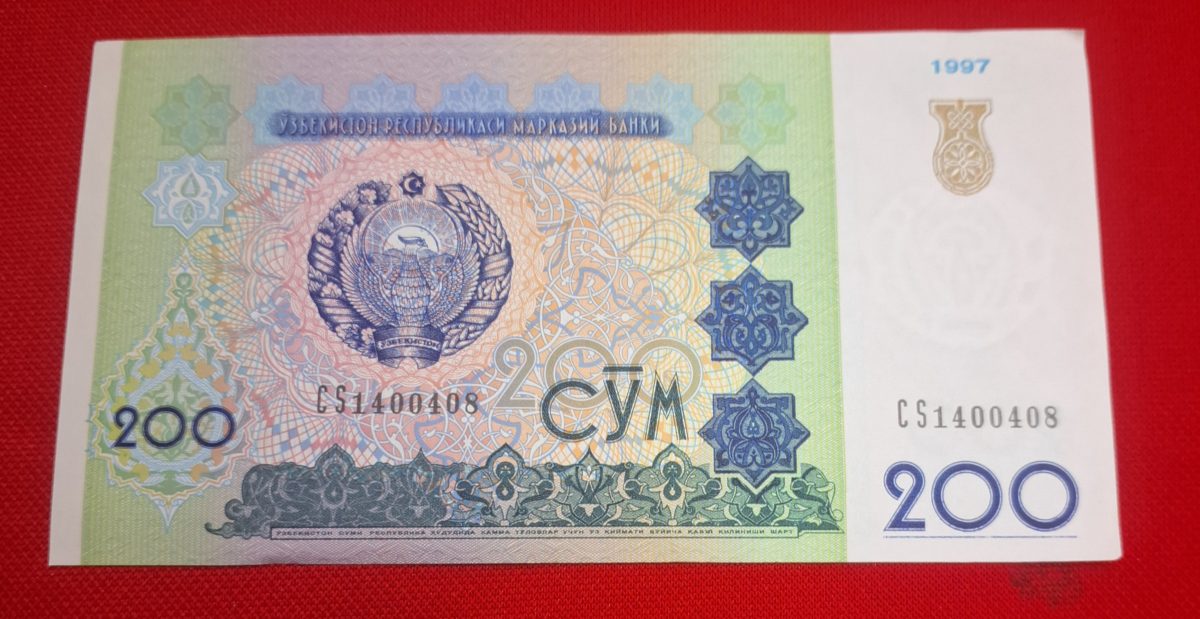 1997
ЎЗБЕКИСТОН РЕСПУБЛИКАСИ МАРКАЗИЙ БАНКИ
ЎЗБЕКИСТОН
200
CS1400408
CS1400408
СЎМ
200
200
ЎЗБЕКИСТОН СУМИ РЕСПУБЛИКА ҲУДУДИДА ҲАММА ТЎЛОВЛАР УЧУН ЎЗ ҚИЙМАТИ БЎЙИЧА ҚАБУЛ ҚИЛИНИШИ ШАРТ